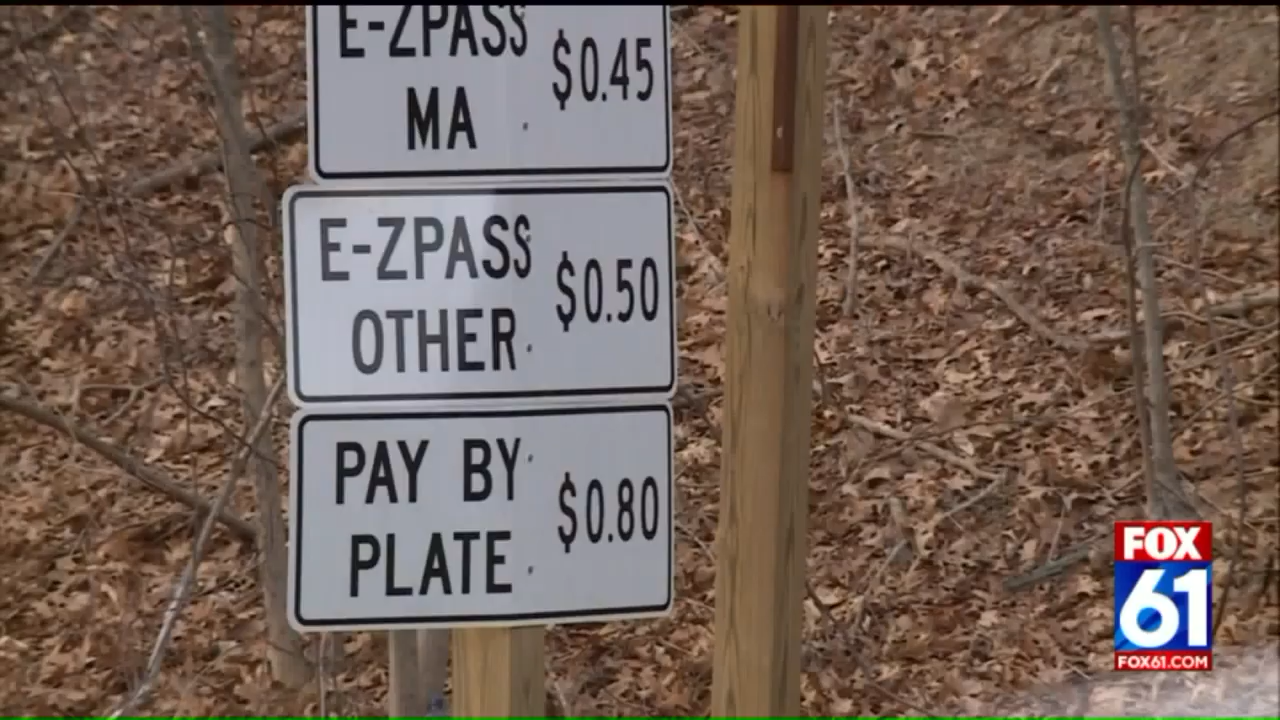 E-ZPASS
MA
$0.45
E-ZPASS
OTHER
$0.50
PAY BY
PLATE
$0.80
FOX
61
FOX61.COM